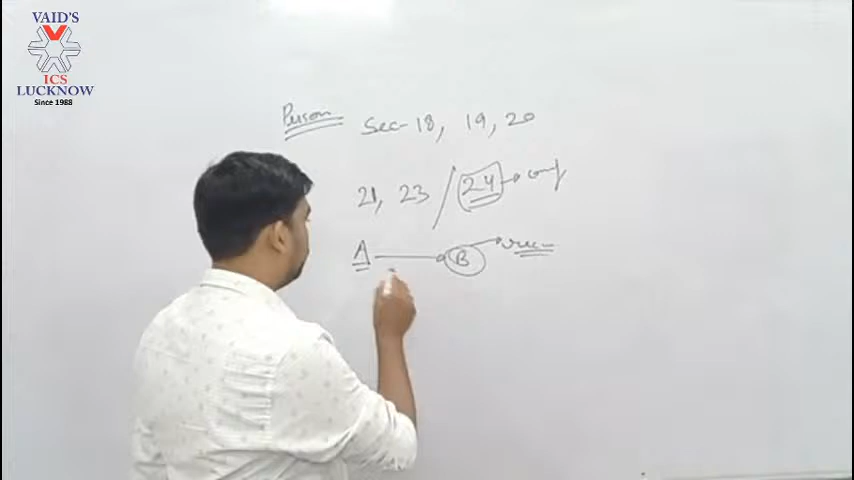 VAID'S
ICS
LUCKNOW
Since 1988
Person Sec-18, 19, 20
21, 23 / 24
A B